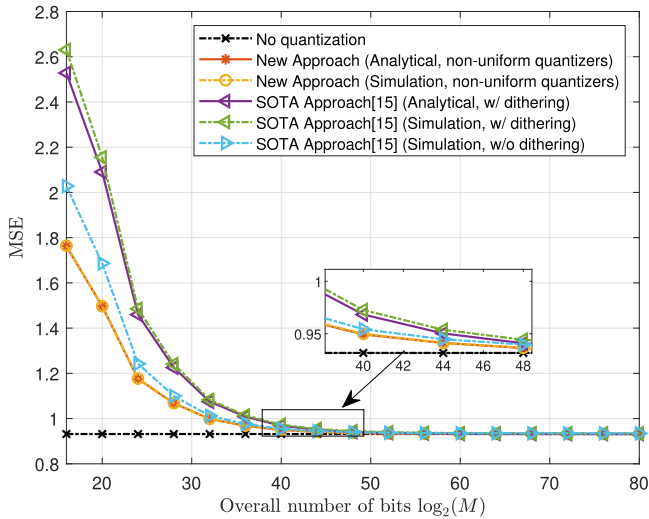 2.8
2.6
2.4
2.2
2
1.8
1.6
1.4
1.2
1
0.8
MSE
No quantization
New Approach (Analytical, non-uniform quantizers)
New Approach (Simulation, non-uniform quantizers)
SOTA Approach[15] (Analytical, w/ dithering)
SOTA Approach[15] (Simulation, w/ dithering)
SOTA Approach[15] (Simulation, w/o dithering)
1
0.95
40 42 44 46 48
20 30 40 50 60 70 80
Overall number of bits log₂(M)